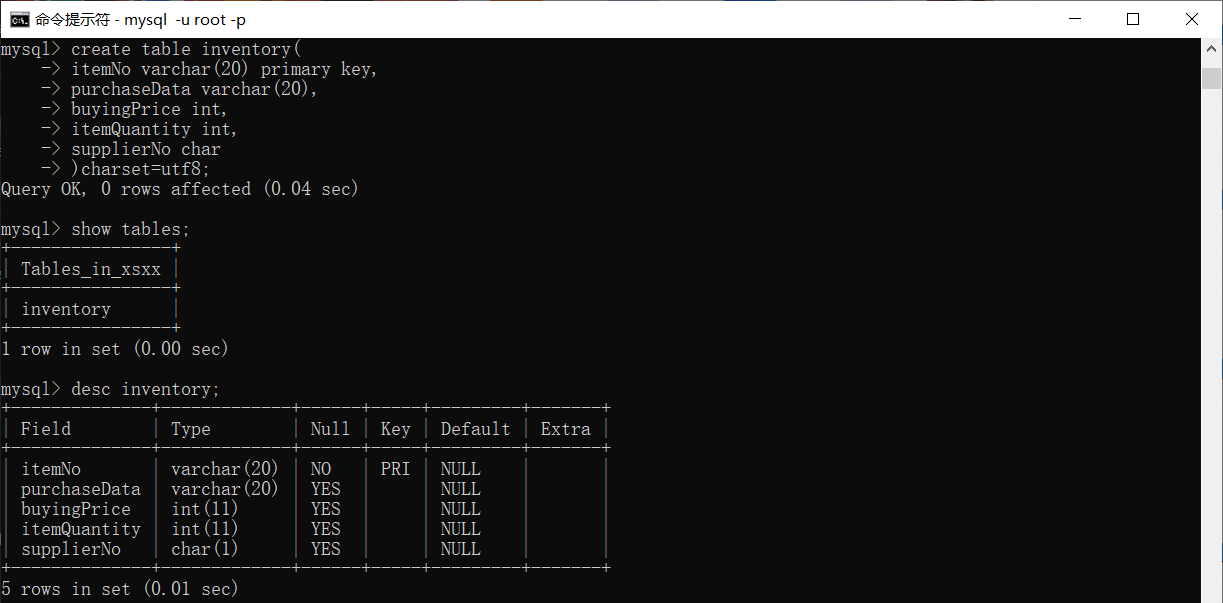 命令提示符 - mysql  -u root -p
mysql> create table inventory(
    -> itemNo varchar(20) primary key,
    -> purchaseData varchar(20),
    -> buyingPrice int,
    -> itemQuantity int,
    -> supplierNo char
    -> )charset=utf8;
Query OK, 0 rows affected (0.04 sec)
mysql> show tables;
+----------------+
| Tables_in_xsxx |
+----------------+
| inventory      |
+----------------+
1 row in set (0.00 sec)
mysql> desc inventory;
+--------------+-------------+------+-----+---------+-------+
| Field        | Type        | Null | Key | Default | Extra |
+--------------+-------------+------+-----+---------+-------+
| itemNo       | varchar(20) | NO   | PRI | NULL    |       |
| purchaseData | varchar(20) | YES  |     | NULL    |       |
| buyingPrice  | int(11)     | YES  |     | NULL    |       |
| itemQuantity | int(11)     | YES  |     | NULL    |       |
| supplierNo   | char(1)     | YES  |     | NULL    |       |
+--------------+-------------+------+-----+---------+-------+
5 rows in set (0.01 sec)